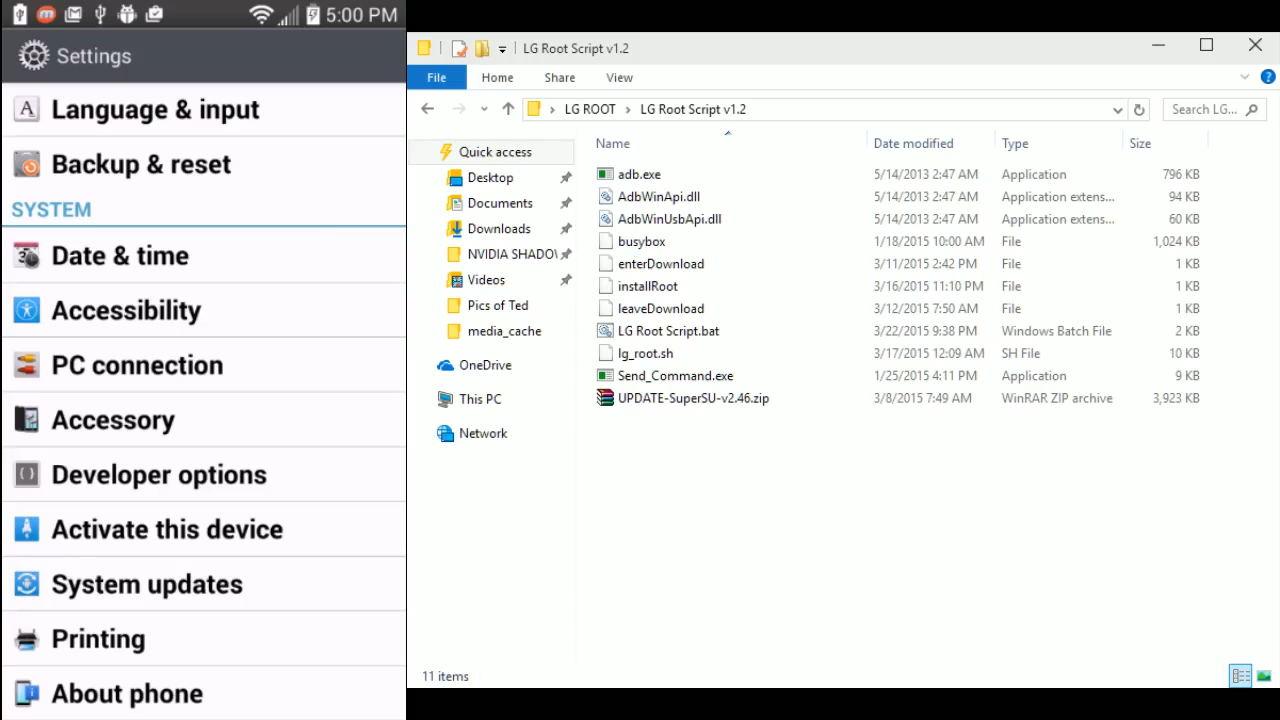 5:00 PM
Settings
Language & input
Backup & reset
SYSTEM
Date & time
Accessibility
PC connection
Accessory
Developer options
Activate this device
System updates
Printing
About phone
LG Root Script v1.2
File Home Share View
LG ROOT LG Root Script v1.2 Search LG...
Quick access
Desktop
Documents
Downloads
NVIDIA SHADO
Videos
Pics of Ted
media_cache
OneDrive
This PC
Network
Name Date modified Type Size
adb.exe 5/14/2013 2:47 AM Application 796 KB
AdbWinApi.dll 5/14/2013 2:47 AM Application extens... 94 KB
AdbWinUsbApi.dll 5/14/2013 2:47 AM Application extens... 60 KB
busybox 1/18/2015 10:00 AM File 1,024 KB
enterDownload 3/11/2015 2:42 PM File 1 KB
installRoot 3/16/2015 11:10 PM File 1 KB
leaveDownload 3/12/2015 7:50 AM File 1 KB
LG Root Script.bat 3/22/2015 9:38 PM Windows Batch File 2 KB
lg_root.sh 3/17/2015 12:09 AM SH File 10 KB
Send_Command.exe 1/25/2015 4:11 PM Application 9 KB
UPDATE-SuperSU-v2.46.zip 3/8/2015 7:49 AM WinRAR ZIP archive 3,923 KB
11 items